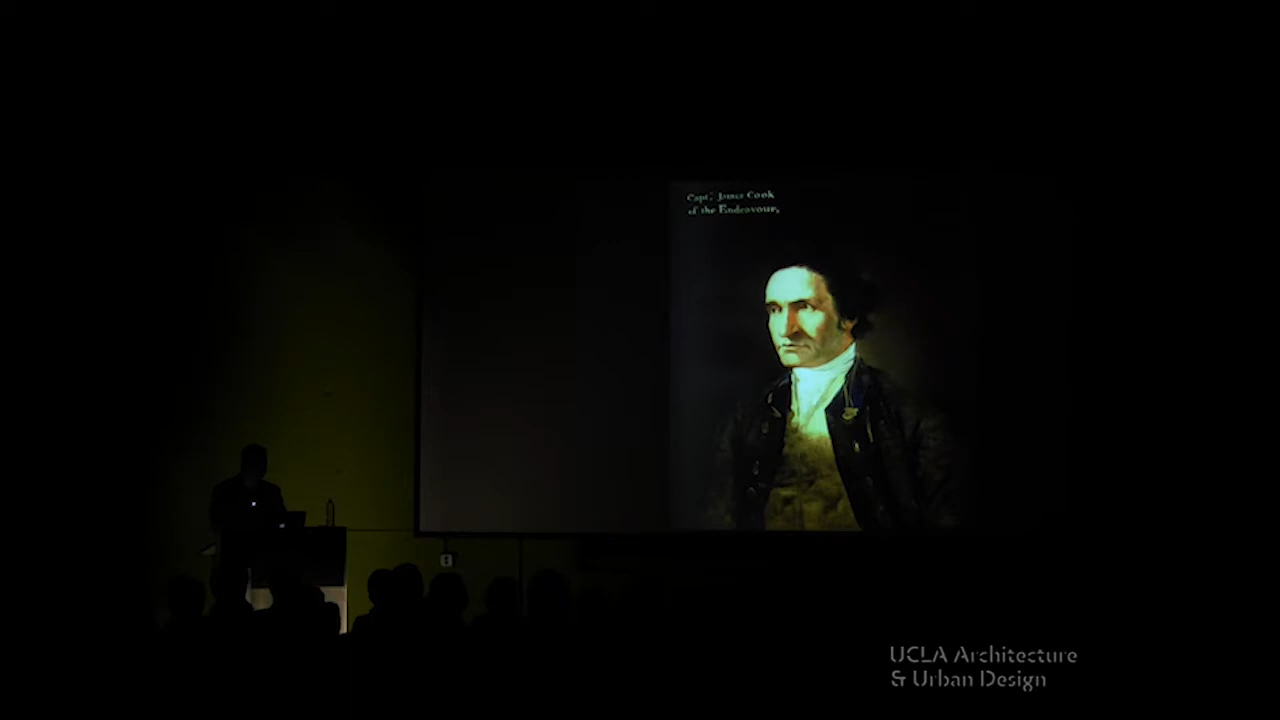 Capt; James Cook
of the Endeavour,
UCLA Architecture
& Urban Design